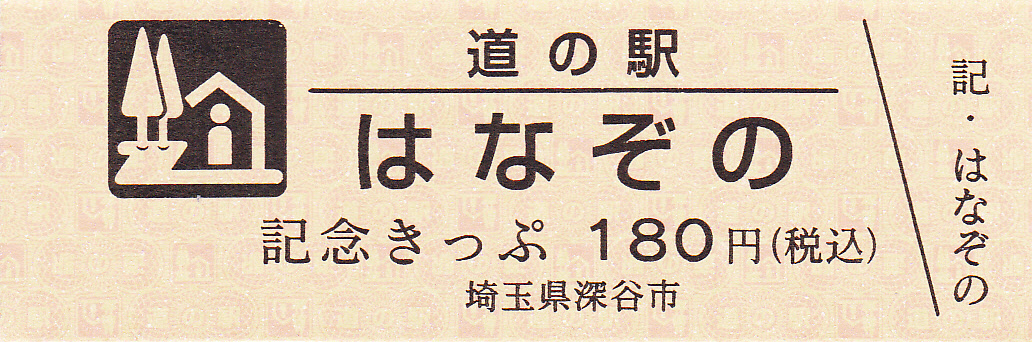 道の駅
はなぞの
記念きっぷ 180円(税込)
埼玉県深谷市
記・はなぞの